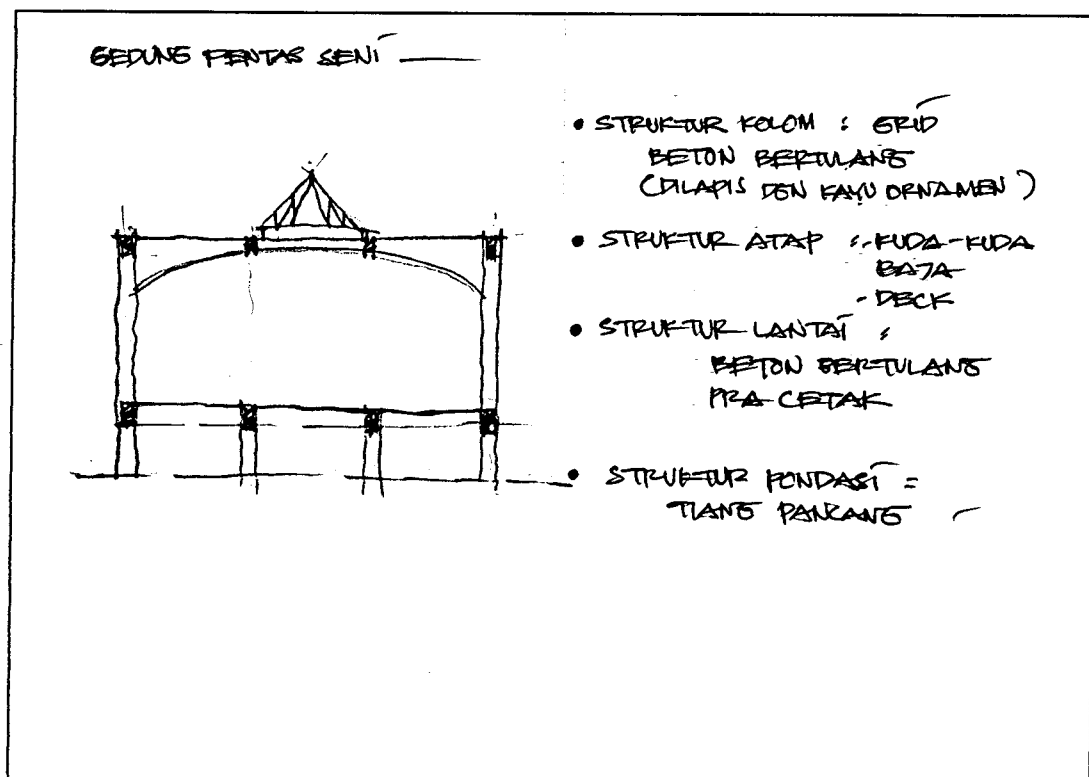 GEDUNG PENTAS SENI
• STRUKTUR KOLOM : GRID
BETON BERTULANG
(DILAPIS DGN KAYU ORNAMEN)
• STRUKTUR ATAP : - KUDA-KUDA
BAJA
- DECK
• STRUKTUR LANTAI :
BETON BERTULANG
PRA CETAK
• STRUKTUR PONDASI =
TIANG PANCANG